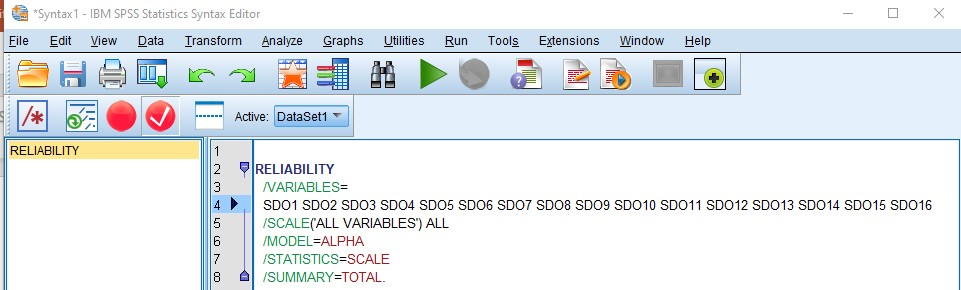 *Syntax1 - IBM SPSS Statistics Syntax Editor
File Edit View Data Transform Analyze Graphs Utilities Run Tools Extensions Window Help
Active: DataSet1
RELIABILITY
1
2 RELIABILITY
3 /VARIABLES=
4 SDO1 SDO2 SDO3 SDO4 SDO5 SDO6 SDO7 SDO8 SDO9 SDO10 SDO11 SDO12 SDO13 SDO14 SDO15 SDO16
5 /SCALE('ALL VARIABLES') ALL
6 /MODEL=ALPHA
7 /STATISTICS=SCALE
8 /SUMMARY=TOTAL.